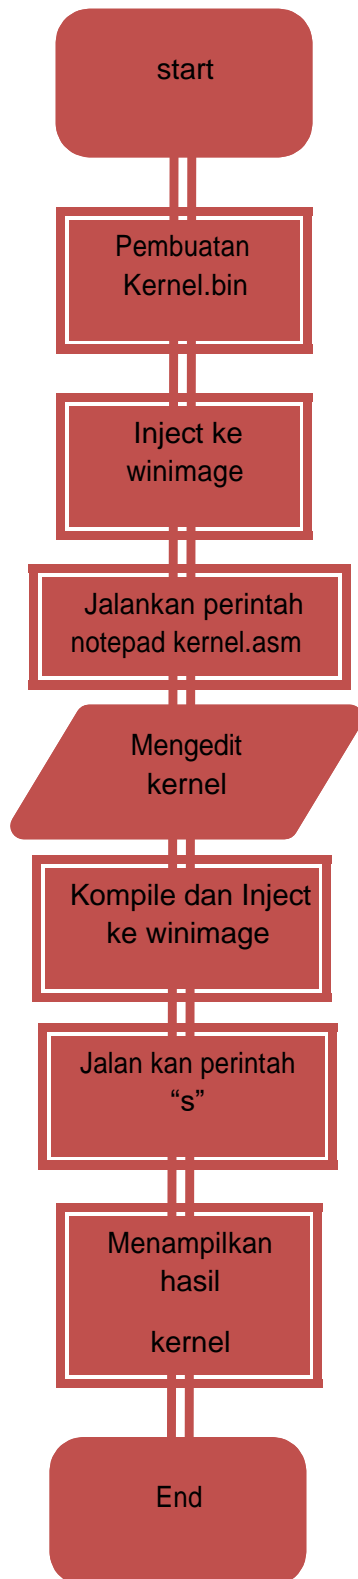 start
Pembuatan
Kernel.bin
Inject ke
winimage
Jalankan perintah
notepad kernel.asm
Mengedit
kernel
Kompile dan Inject
ke winimage
Jalan kan perintah
“s”
Menampilkan
hasil
kernel
End